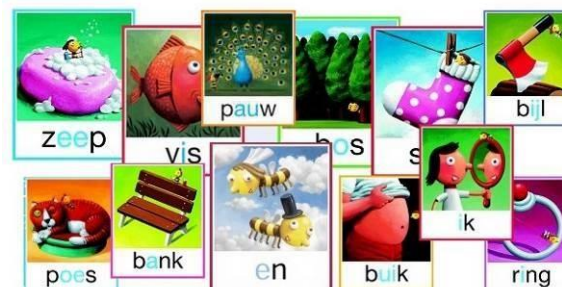 zeep
vis
pauw
bos
s
bijl
poes
bank
en
buik
ik
ring